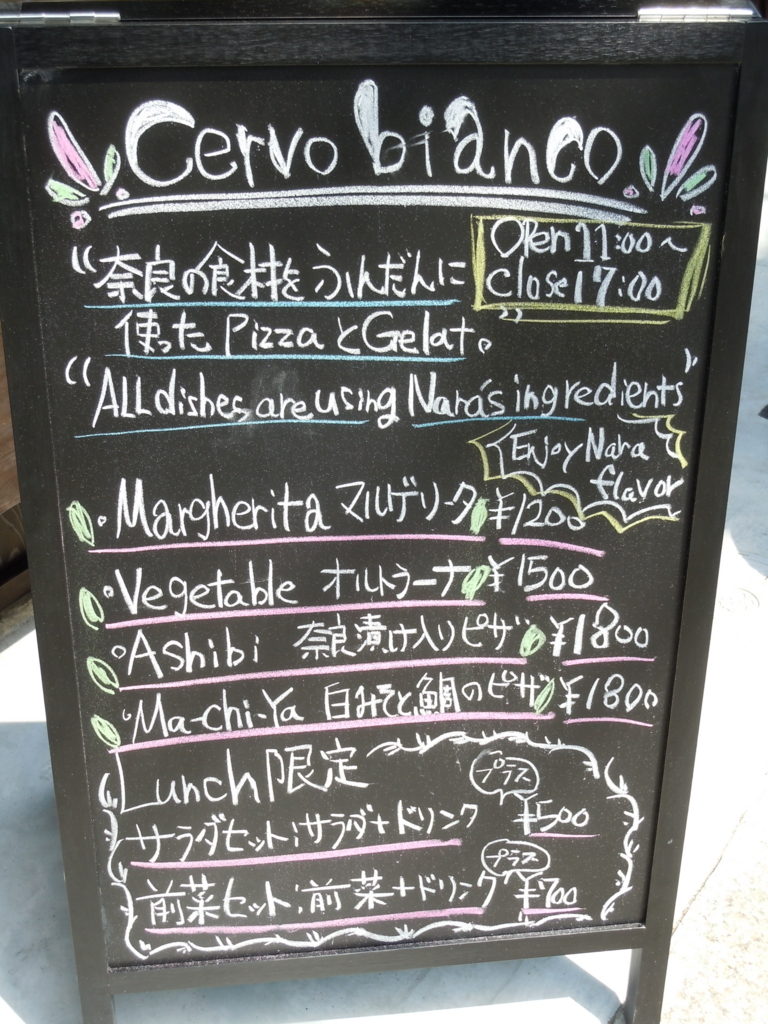 Cervo bianco
Open 11:00～
Close 17:00
"奈良の食材をふんだんに
使った PizzaとGelat。"
"ALL dishes are using Nara's ingredients"
Enjoy Nara
flavor
Margherita マルゲリータ ¥1200
Vegetable オルトラーナ ¥1500
Ashibi 奈良漬け入りピザ ¥1800
Ma-chi-Ya 白みそと鯛のピザ ¥1800
Lunch限定
サラダセット:サラダ+ドリンク プラス ¥500
前菜セット:前菜+ドリンク プラス ¥700